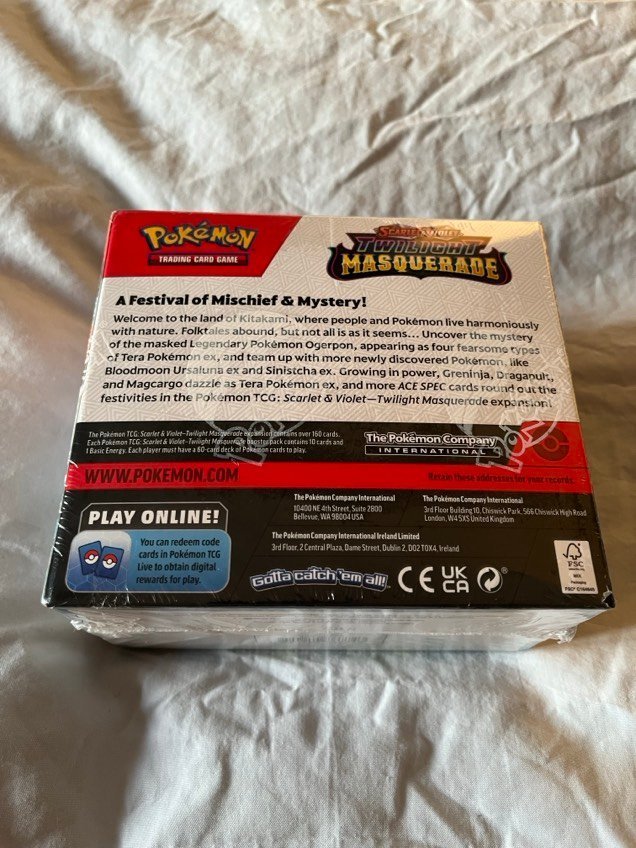 POKÉMON
TRADING CARD GAME
SCARLET & VIOLET
TWILIGHT
MASQUERADE
A Festival of Mischief & Mystery!
Welcome to the land of Kitakami, where people and Pokémon live harmoniously
with nature. Folktales abound, but not all is as it seems... Uncover the mystery
of the masked Legendary Pokémon Ogerpon, appearing as four fearsome types
of Tera Pokémon ex, and team up with more newly discovered Pokémon, like
Bloodmoon Ursaluna ex and Sinistcha ex. Growing in power, Greninja, Dragapult,
and Magcargo dazzle as Tera Pokémon ex, and more ACE SPEC cards round out the
festivities in the Pokémon TCG: Scarlet & Violet—Twilight Masquerade expansion!
The Pokémon TCG: Scarlet & Violet—Twilight Masquerade expansion contains over 160 cards.
Each Pokémon TCG: Scarlet & Violet—Twilight Masquerade booster pack contains 10 cards and
1 Basic Energy. Each player must have a 60-card deck of Pokémon cards to play.
The Pokémon Company
INTERNATIONAL
WWW.POKEMON.COM
Retain these addresses for your records.
PLAY ONLINE!
You can redeem code
cards in Pokémon TCG
Live to obtain digital
rewards for play.
The Pokémon Company International
10400 NE 4th Street, Suite 2800
Bellevue, WA 98004 USA
The Pokémon Company International
3rd Floor Building 10, Chiswick Park, 566 Chiswick High Road
London, W4 5XS United Kingdom
The Pokémon Company International Ireland Limited
3rd Floor, 2 Central Plaza, Dame Street, Dublin 2, D02 T0X4, Ireland
Gotta catch 'em all!
CE UK CA
FSC
MIX
Packaging